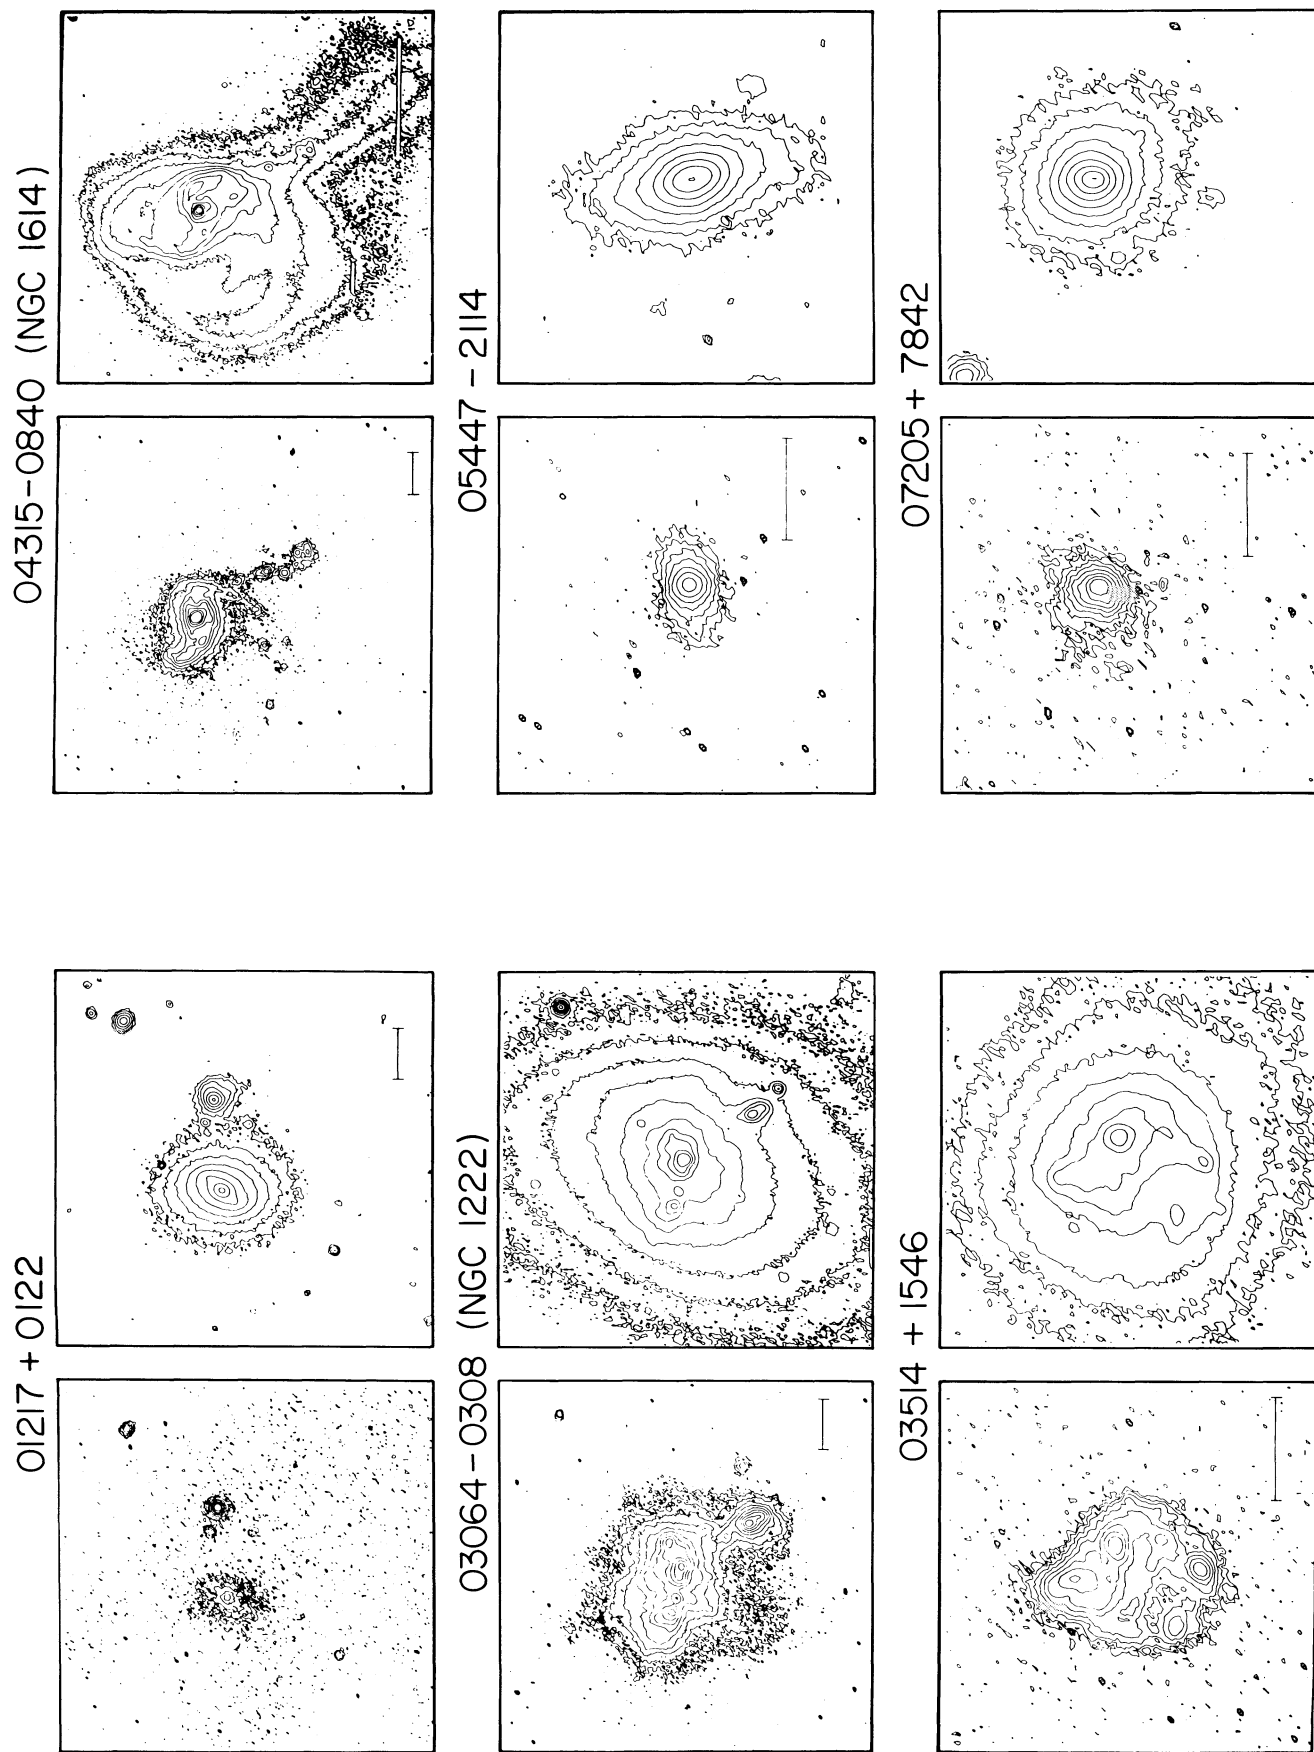 01217 + 0122
03064-0308 (NGC 1222)
03514 + 1546
04315-0840 (NGC 1614)
05447 - 2114
07205 + 7842